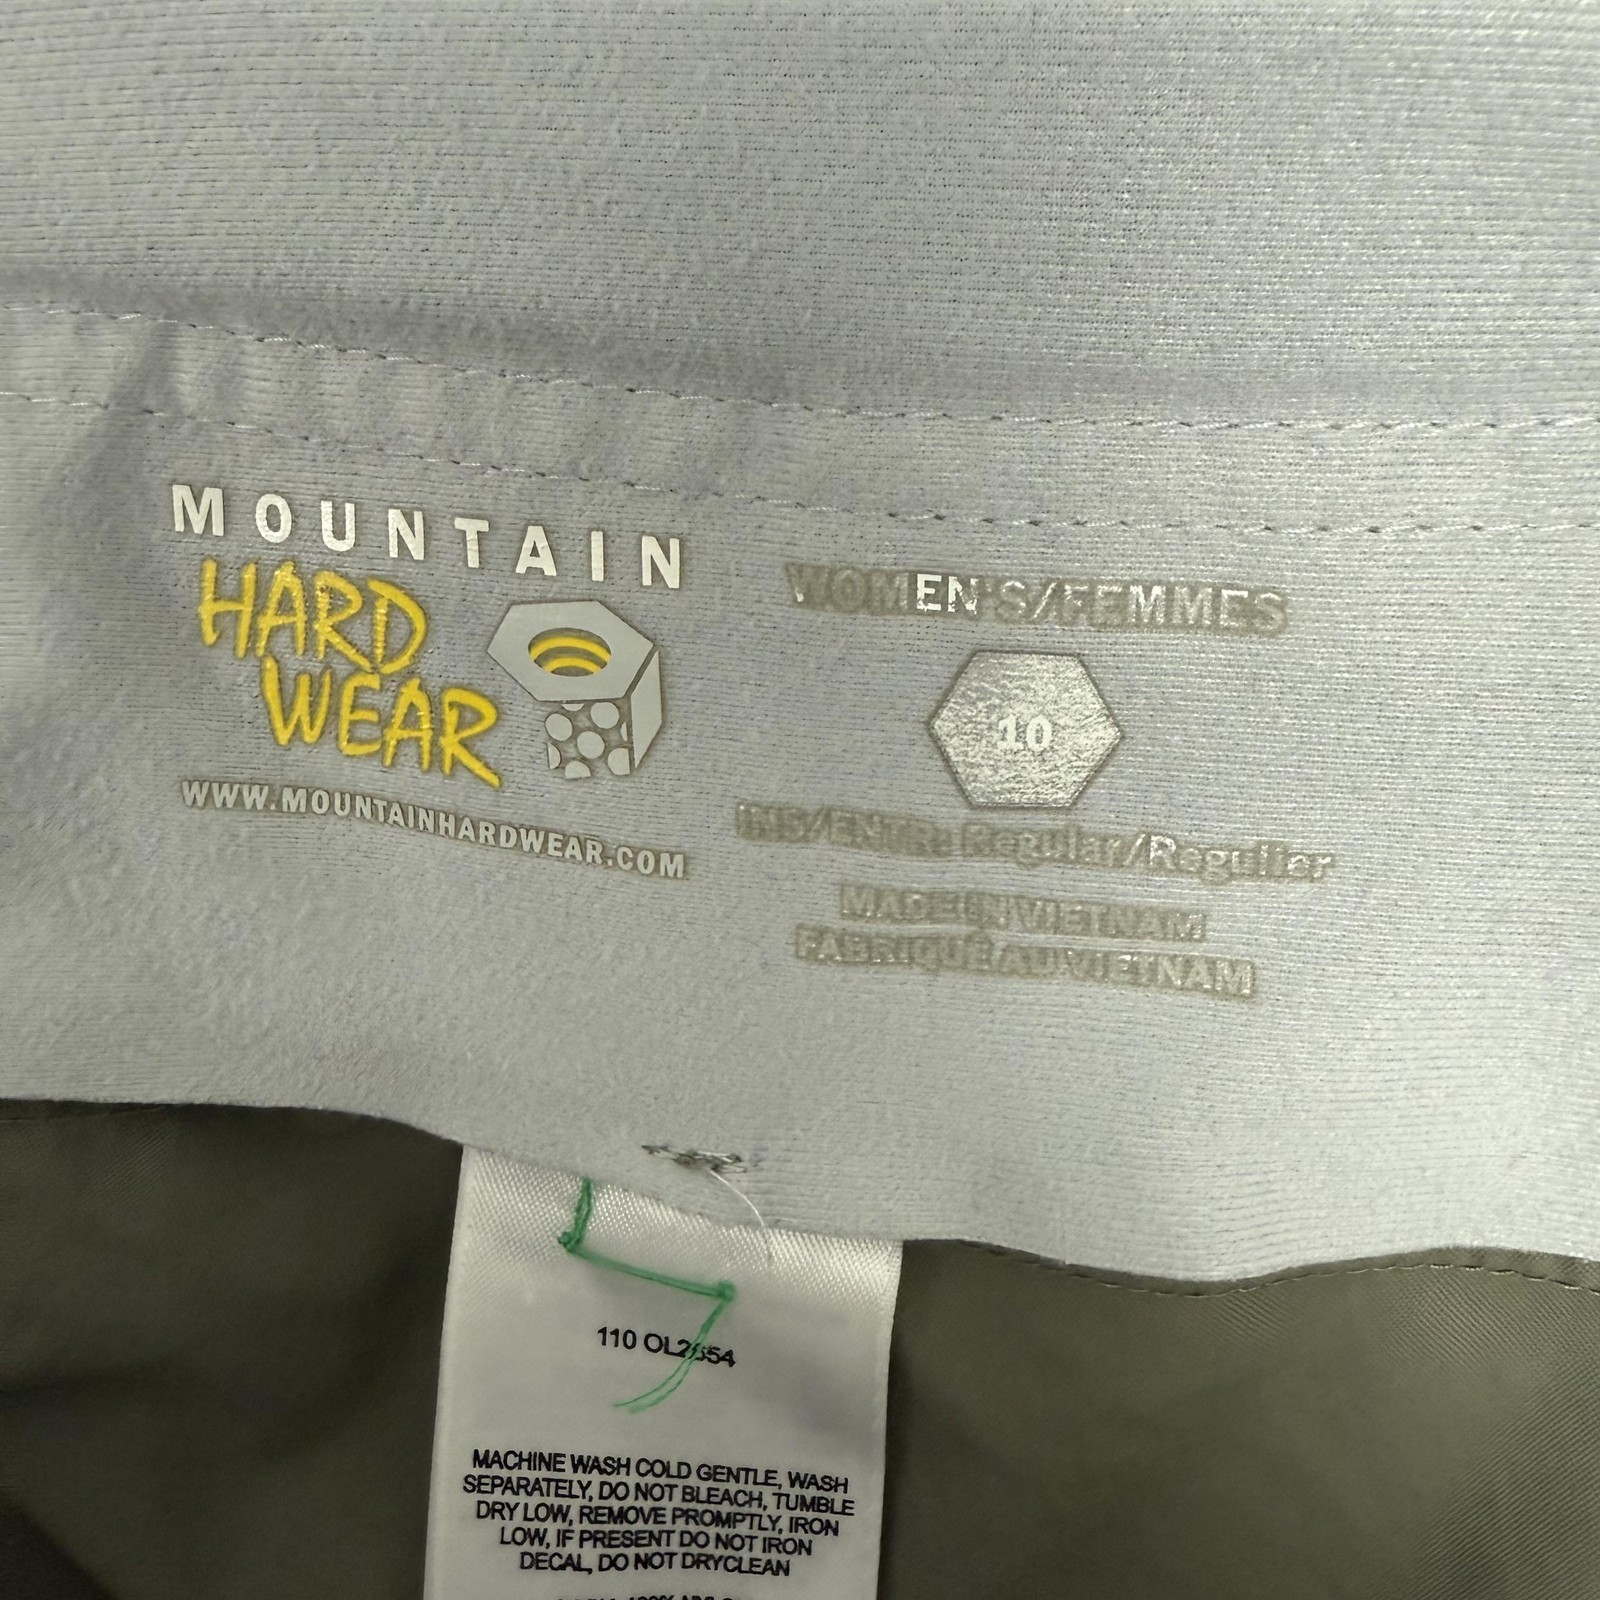 MOUNTAIN
HARD
WEAR
WWW.MOUNTAINHARDWEAR.COM
WOMEN'S/FEMMES
10
INS/ENTR: Regular/Regulier
MADE IN VIETNAM
FABRIQUÉ AU VIETNAM
110 OL2654
MACHINE WASH COLD GENTLE, WASH
SEPARATELY, DO NOT BLEACH, TUMBLE
DRY LOW, REMOVE PROMPTLY, IRON
LOW, IF PRESENT DO NOT IRON
DECAL, DO NOT DRYCLEAN